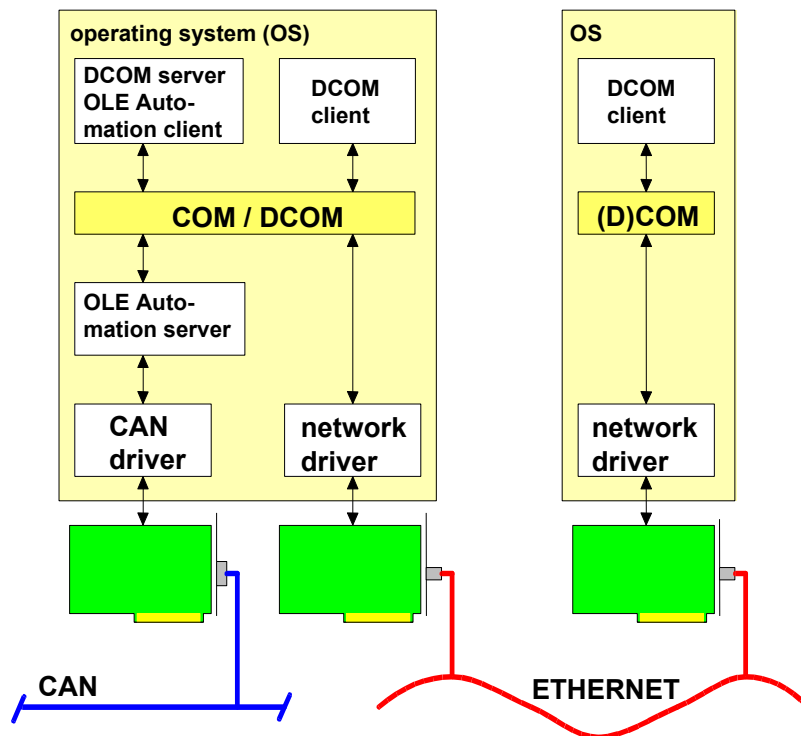 operating system (OS)
DCOM server
OLE Auto-
mation client
DCOM
client
COM / DCOM
OLE Auto-
mation server
CAN
driver
network
driver
OS
DCOM
client
(D)COM
network
driver
CAN
ETHERNET